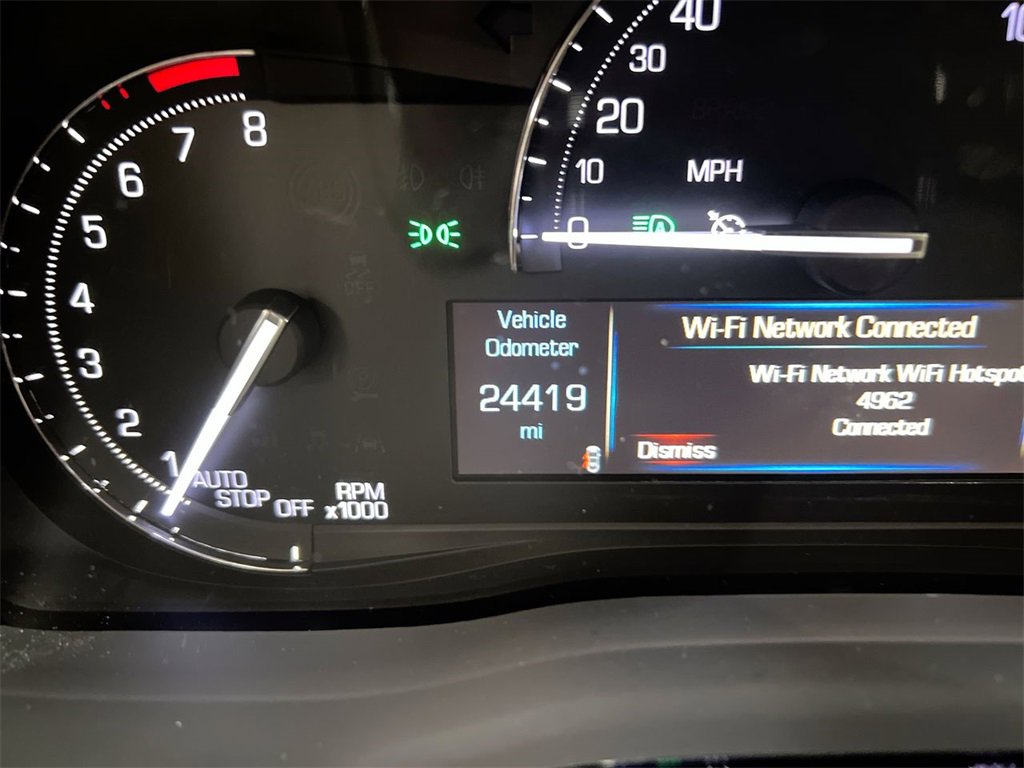 8
7
6
5
4
3
2
1
AUTO
STOP
OFF
RPM
x1000
40
30
20
10
0
MPH
A
Vehicle
Odometer
24419
mi
Wi-Fi Network Connected
Wi-Fi Network WiFi Hotspot
4962
Connected
Dismiss